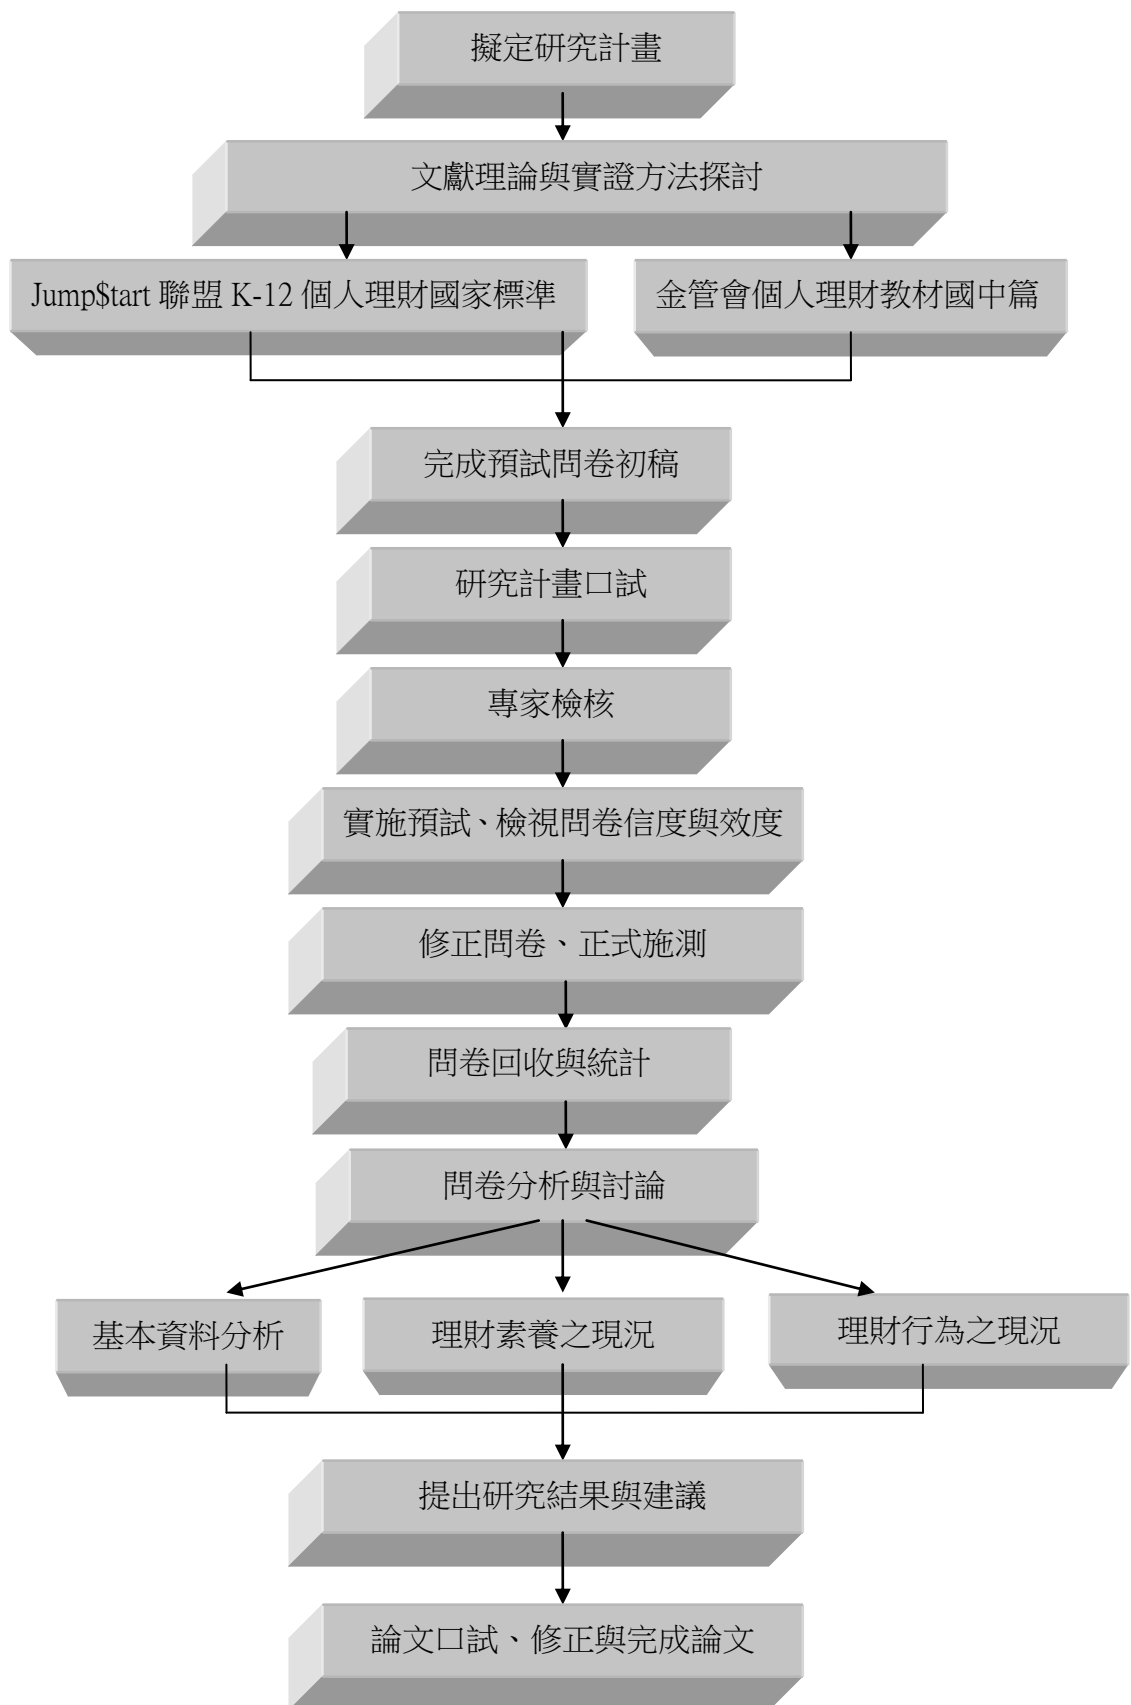 擬定研究計畫
文獻理論與實證方法探討
Jump$tart 聯盟 K-12 個人理財國家標準
金管會個人理財教材國中篇
完成預試問卷初稿
研究計畫口試
專家檢核
實施預試、檢視問卷信度與效度
修正問卷、正式施測
問卷回收與統計
問卷分析與討論
基本資料分析
理財素養之現況
理財行為之現況
提出研究結果與建議
論文口試、修正與完成論文